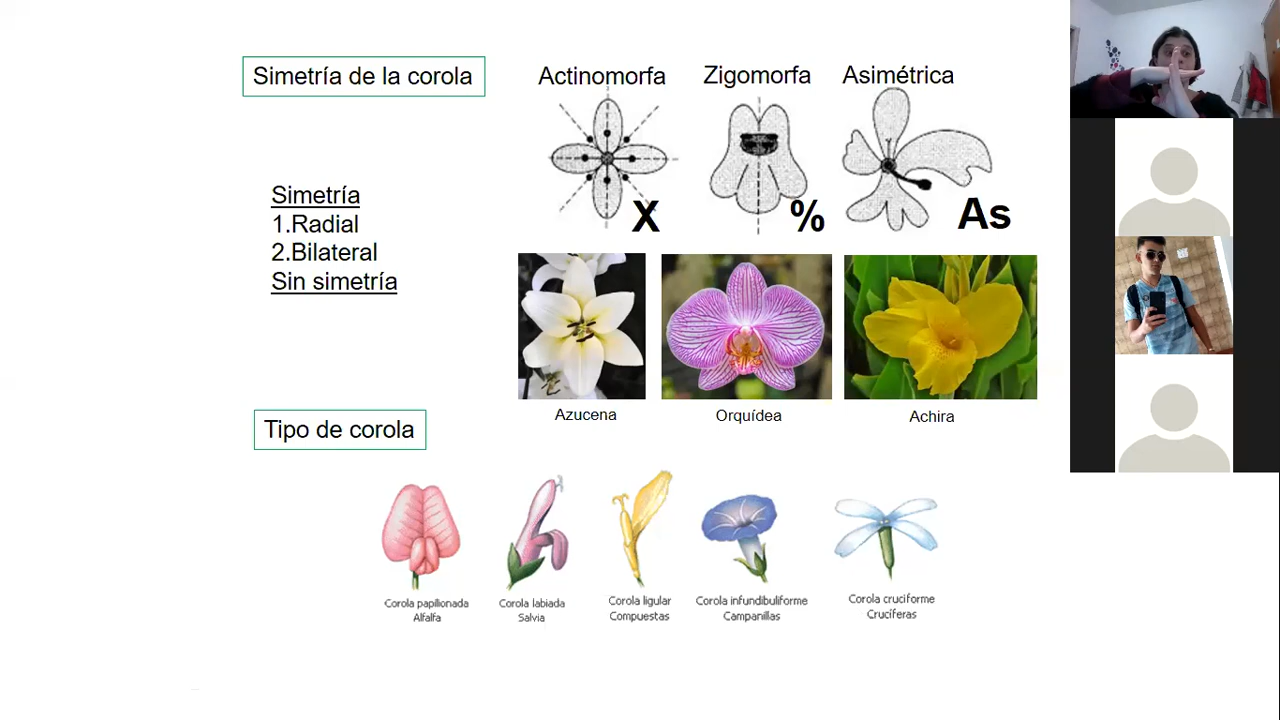 Simetría de la corola
Actinomorfa
Zigomorfa
Asimétrica
X
%
As
Simetría
1.Radial
2.Bilateral
Sin simetría
Azucena
Orquídea
Achira
Tipo de corola
Corola papilionada
Alfalfa
Corola labiada
Salvia
Corola ligular
Compuestas
Corola infundibuliforme
Campanillas
Corola cruciforme
Crucíferas